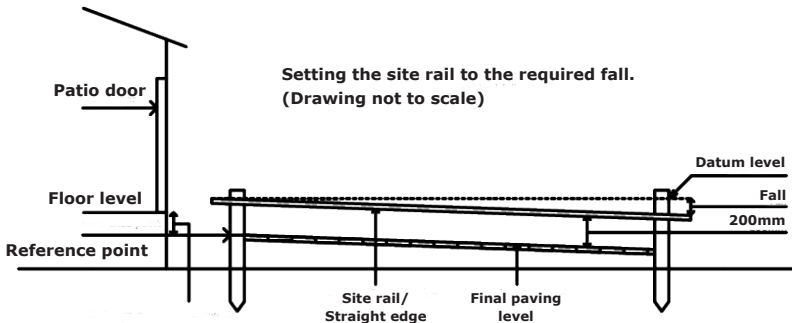 Setting the site rail to the required fall.
(Drawing not to scale)
Patio door
Datum level
Floor level
Fall
200mm
Reference point
Site rail/
Straight edge
Final paving
level